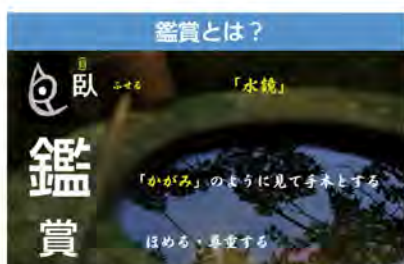 鑑賞とは？
目
臥 ふせる 「水鏡」
鑑 「かがみ」のように見て手本とする
賞 ほめる・尊重する